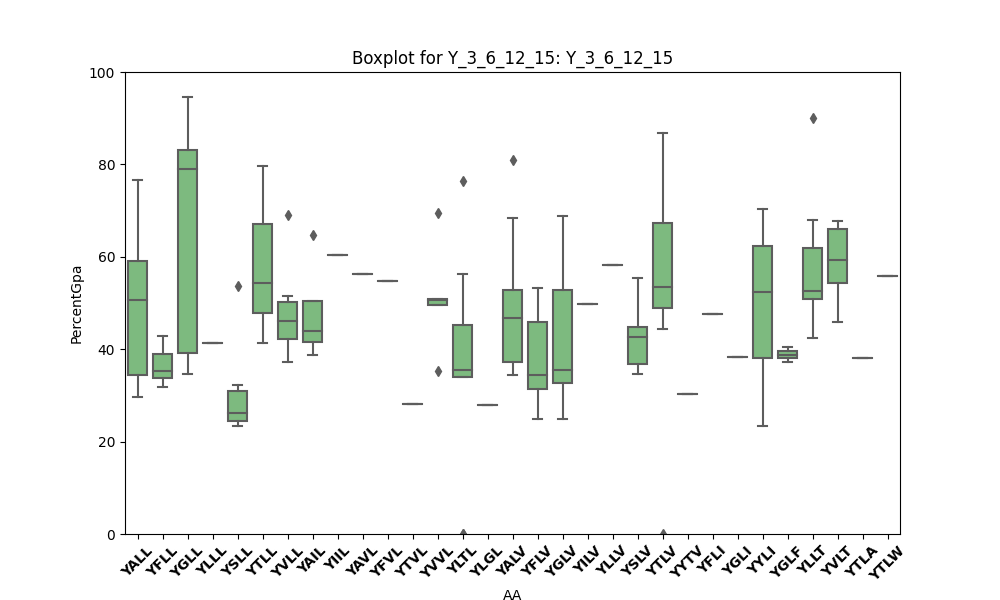 Boxplot for Y_3_6_12_15: Y_3_6_12_15
100
80
60
40
20
0
PercentGpa
YALL YFLL YGLL YLLL YSLL YTLL YVLL YAIL YIIL YAVL YFVL YTVL YVVL YLTL YLGL YALV YFLV YGLV YILV YLLV YSLV YTLV YYTV YFLI YGLI YYLI YGLF YLLT YVLT YTLA YTLW
AA